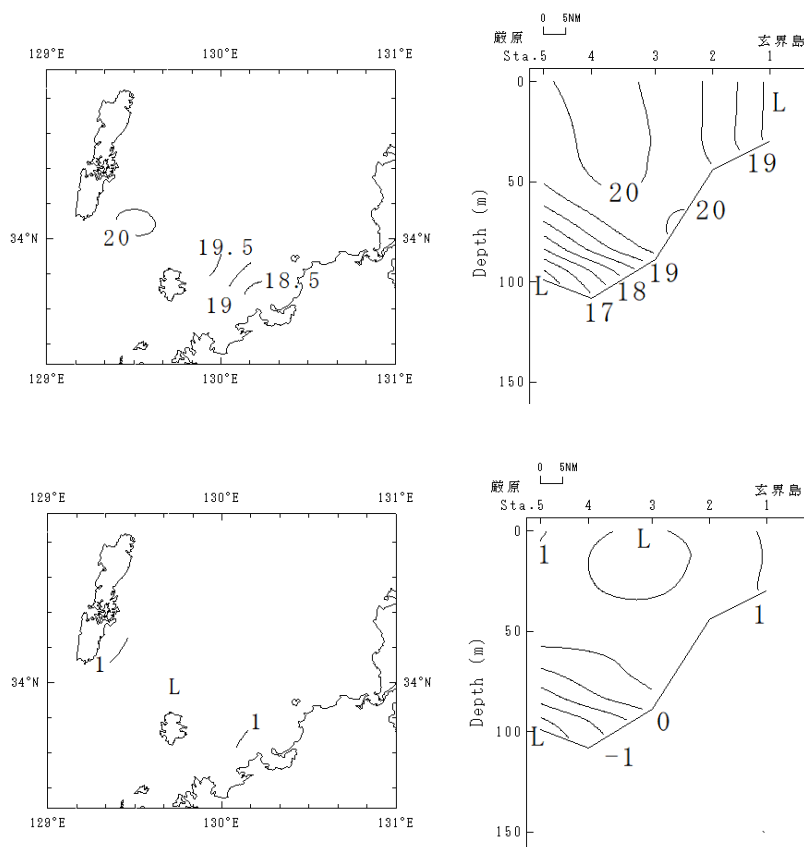 0 5NM
厳原 玄界島
Sta.5 4 3 2 1
129°E 130°E 131°E
0
L
19
50
20
20
20
34°N 34°N
19.5
18.5
19
Depth (m)
100
L
19
18
17
150
129°E 130°E 131°E
0 5NM
厳原 玄界島
Sta.5 4 3 2 1
129°E 130°E 131°E
0
L
1
1
50
1
L
34°N 34°N
1
Depth (m)
100
L
0
-1
150
129°E 130°E 131°E